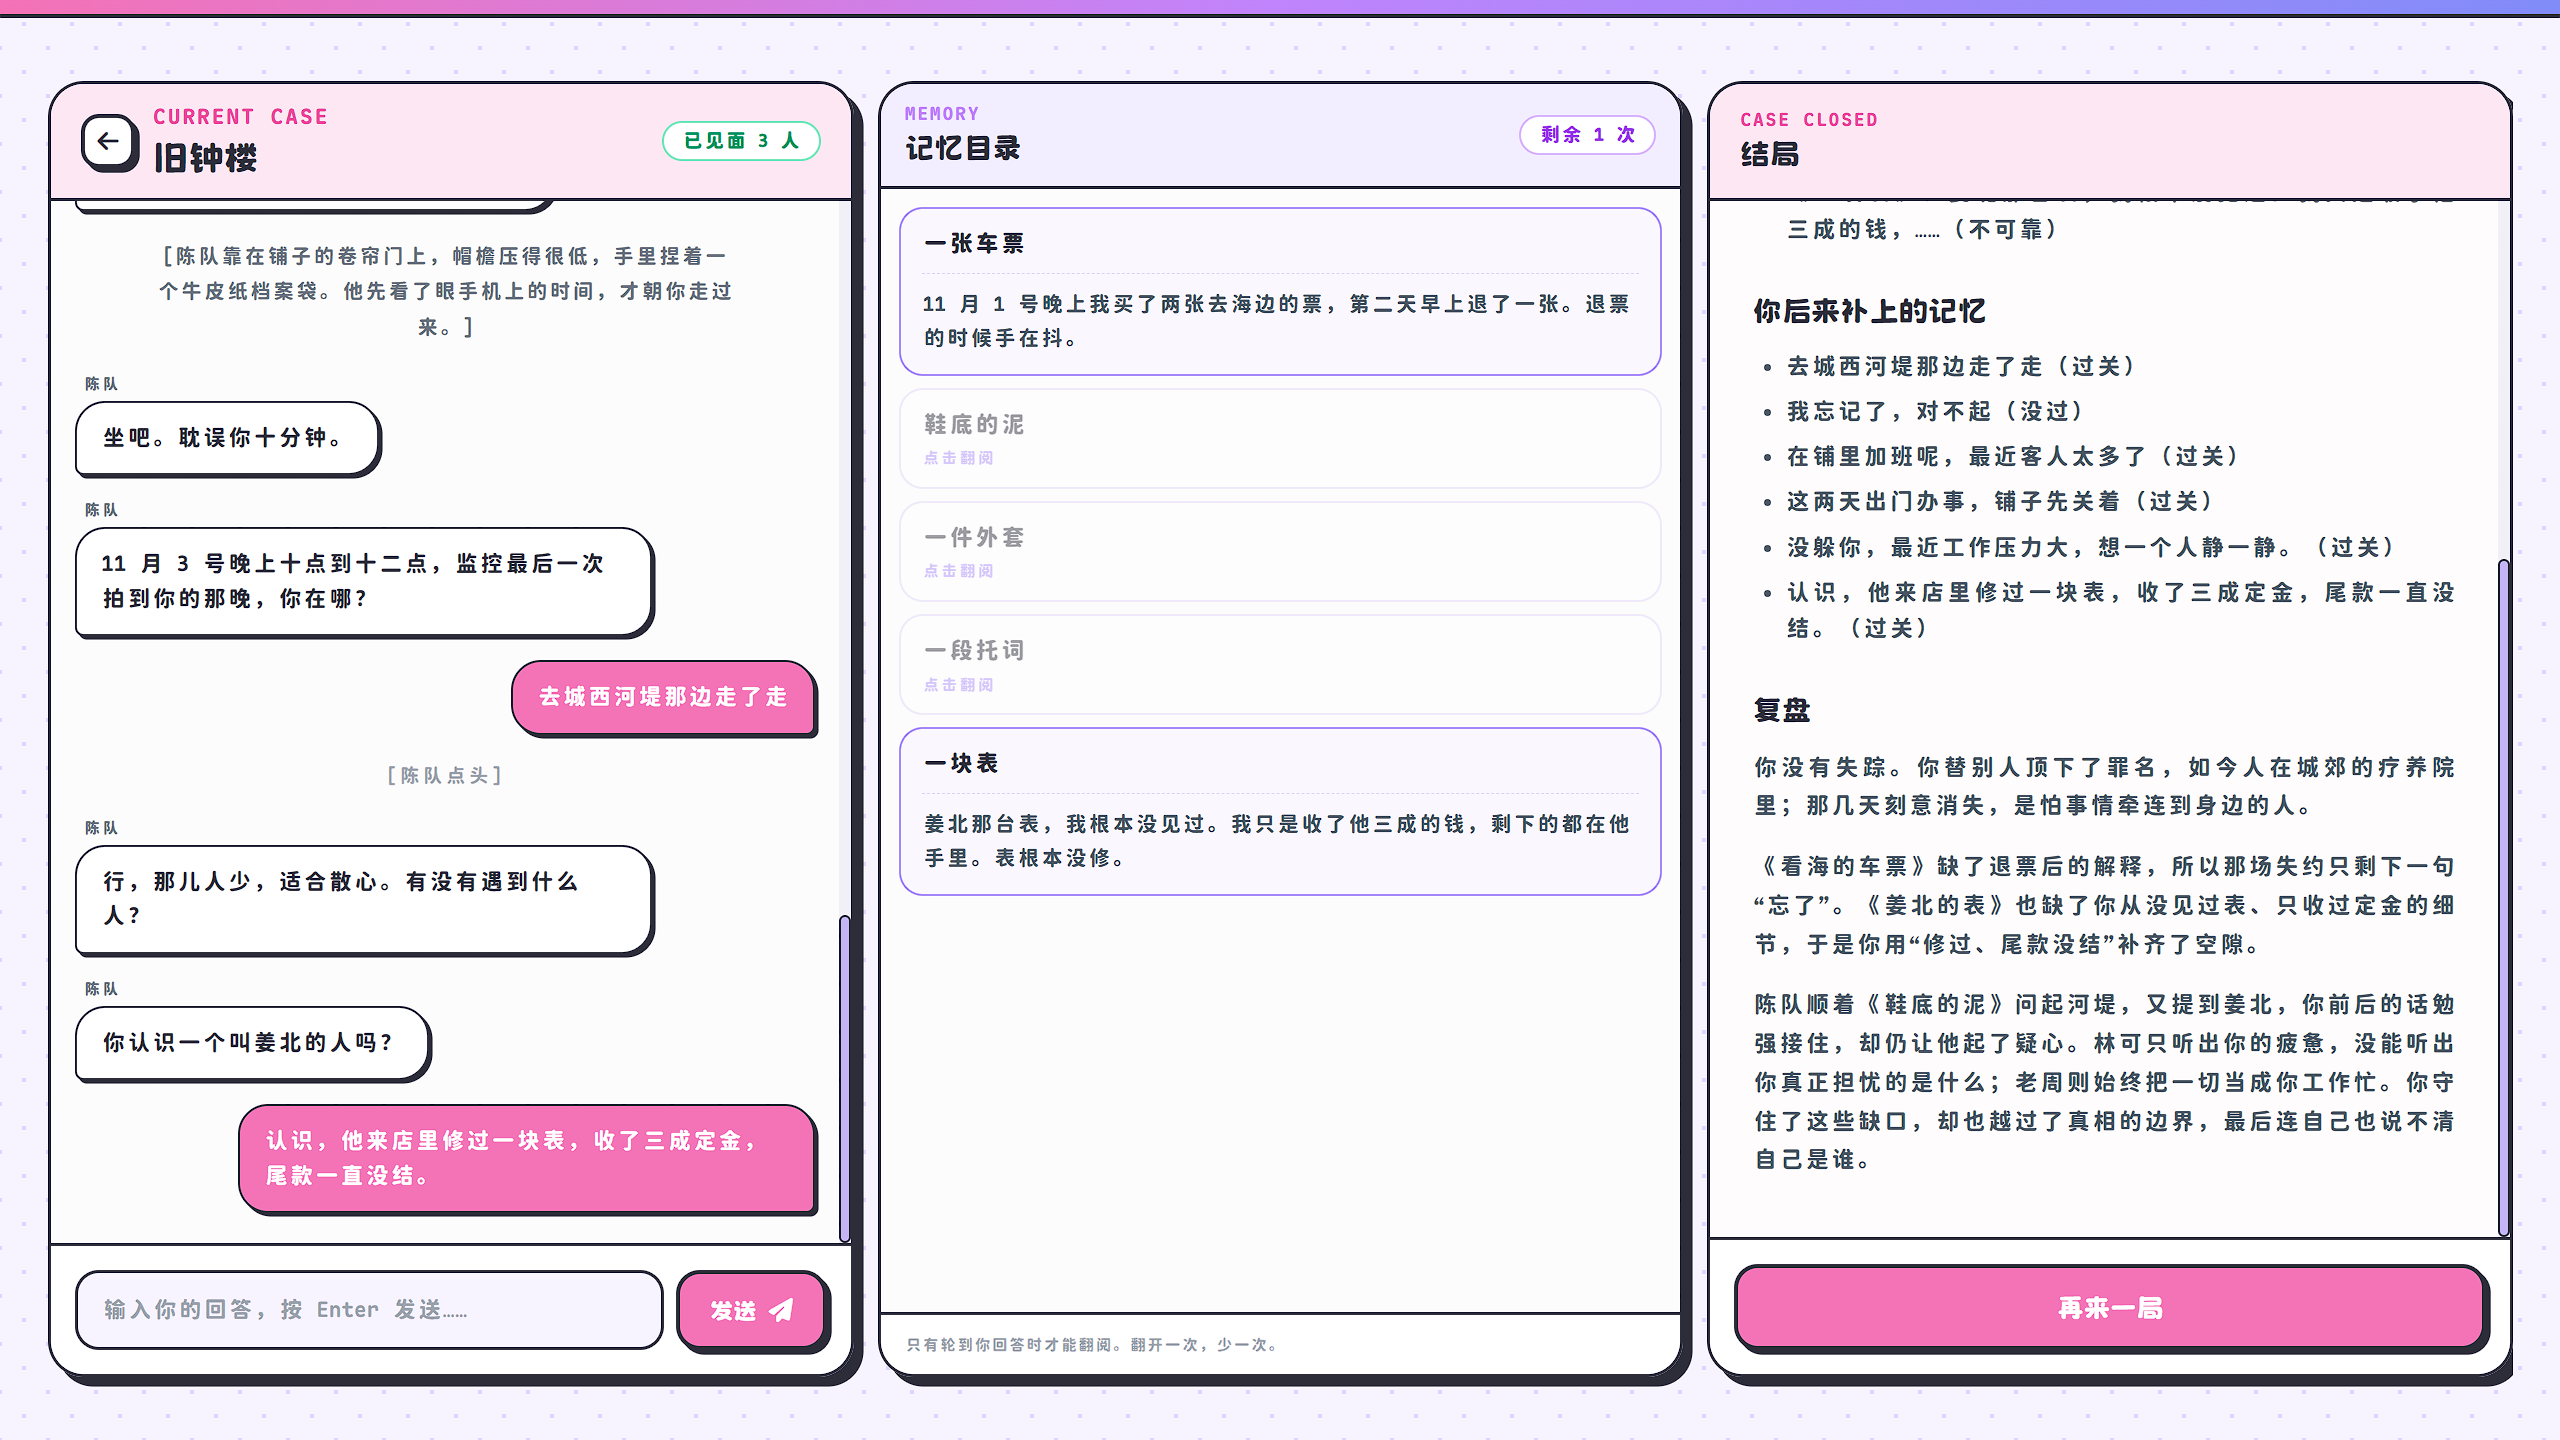 CURRENT CASE
旧钟楼
已见面 3 人
[陈队靠在铺子的卷帘门上，帽檐压得很低，手里捏着一
个牛皮纸档案袋。他先看了眼手机上的时间，才朝你走过
来。]
陈队
坐吧。耽误你十分钟。
陈队
11 月 3 号晚上十点到十二点，监控最后一次
拍到你的那晚，你在哪？
去城西河堤那边走了走
[陈队点头]
陈队
行，那儿人少，适合散心。有没有遇到什么
人？
陈队
你认识一个叫姜北的人吗？
认识，他来店里修过一块表，收了三成定金，
尾款一直没结。
输入你的回答，按 Enter 发送……
发送
MEMORY
记忆目录
剩余 1 次
一张车票
11 月 1 号晚上我买了两张去海边的票，第二天早上退了一张。退票
的时候手在抖。
鞋底的泥
点击翻阅
一件外套
点击翻阅
一段托词
点击翻阅
一块表
姜北那台表，我根本没见过。我只是收了他三成的钱，剩下的都在他
手里。表根本没修。
只有轮到你回答时才能翻阅。翻开一次，少一次。
CASE CLOSED
结局
三成的钱，……（不可靠）
你后来补上的记忆
• 去城西河堤那边走了走（过关）
• 我忘记了，对不起（没过）
• 在铺里加班呢，最近客人太多了（过关）
• 这两天出门办事，铺子先关着（过关）
• 没躲你，最近工作压力大，想一个人静一静。（过关）
• 认识，他来店里修过一块表，收了三成定金，尾款一直没
结。（过关）
复盘
你没有失踪。你替别人顶下了罪名，如今人在城郊的疗养院
里；那几天刻意消失，是怕事情牵连到身边的人。
《看海的车票》缺了退票后的解释，所以那场失约只剩下一句
“忘了”。《姜北的表》也缺了你从没见过表、只收过定金的细
节，于是你用“修过、尾款没结”补齐了空隙。
陈队顺着《鞋底的泥》问起河堤，又提到姜北，你前后的话勉
强接住，却仍让他起了疑心。林可只听出你的疲惫，没能听出
你真正担忧的是什么；老周则始终把一切当成你工作忙。你守
住了这些缺口，却也越过了真相的边界，最后连自己也说不清
自己是谁。
再来一局